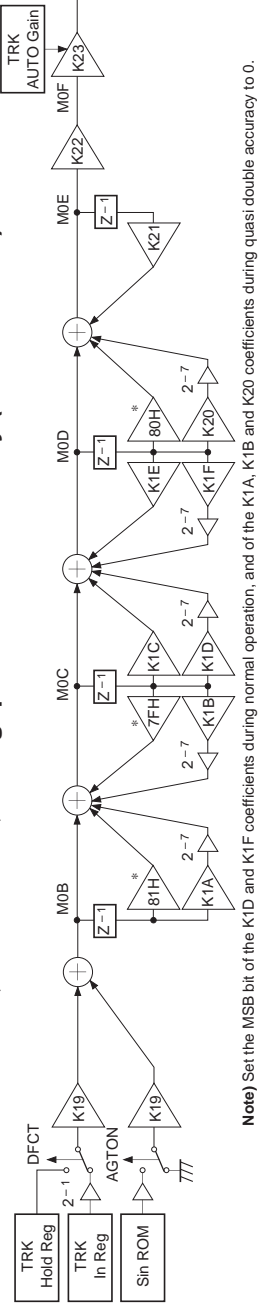 TRK
Hold Reg
TRK
In Reg
Sin ROM
DFCT
2–1
AGTON
K19
K19
M0B
Z–1
81H
*
K1A
2–7
7FH
*
K1B
2–7
M0C
Z–1
K1C
K1D
2–7
K1E
K1F
2–7
M0D
Z–1
80H
*
K20
2–7
M0E
Z–1
K21
K22
M0F
K23
TRK
AUTO Gain
Note) Set the MSB bit of the K1D and K1F coefficients during normal operation, and of the K1A, K1B and K20 coefficients during quasi double accuracy to 0.